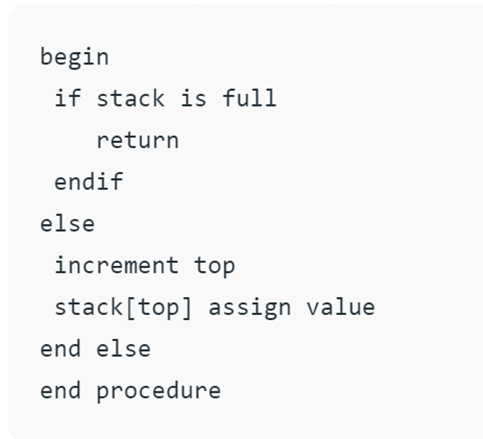 begin
 if stack is full
    return
 endif
else
 increment top
 stack[top] assign value
end else
end procedure